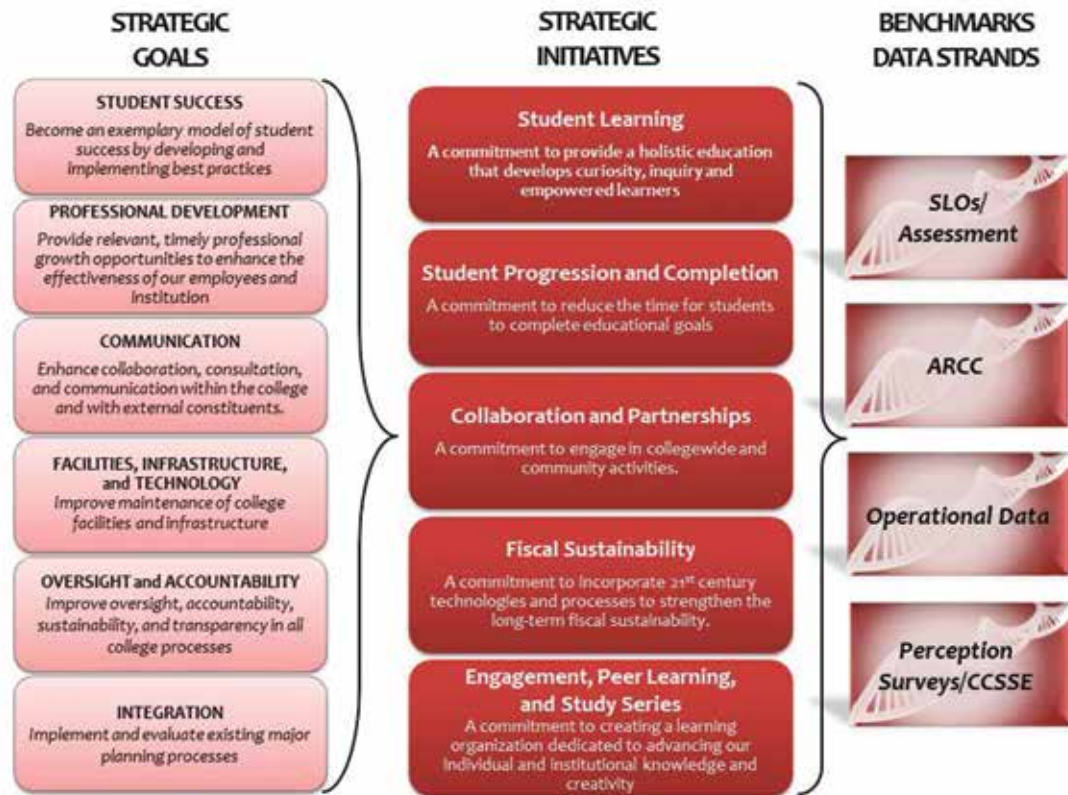 STRATEGIC
GOALS
STUDENT SUCCESS
Become an exemplary model of student
success by developing and
implementing best practices
PROFESSIONAL DEVELOPMENT
Provide relevant, timely professional
growth opportunities to enhance the
effectiveness of our employees and
institution
COMMUNICATION
Enhance collaboration, consultation,
and communication within the college
and with external constituents.
FACILITIES, INFRASTRUCTURE,
and TECHNOLOGY
Improve maintenance of college
facilities and infrastructure
OVERSIGHT and ACCOUNTABILITY
Improve oversight, accountability,
sustainability, and transparency in all
college processes
INTEGRATION
Implement and evaluate existing major
planning processes
STRATEGIC
INITIATIVES
Student Learning
A commitment to provide a holistic education
that develops curiosity, inquiry and
empowered learners
Student Progression and Completion
A commitment to reduce the time for students
to complete educational goals
Collaboration and Partnerships
A commitment to engage in collegewide and
community activities.
Fiscal Sustainability
A commitment to incorporate 21st century
technologies and processes to strengthen the
long-term fiscal sustainability.
Engagement, Peer Learning,
and Study Series
A commitment to creating a learning
organization dedicated to advancing our
individual and institutional knowledge and
creativity
BENCHMARKS
DATA STRANDS
SLOs/
Assessment
ARCC
Operational Data
Perception
Surveys/CCSSE